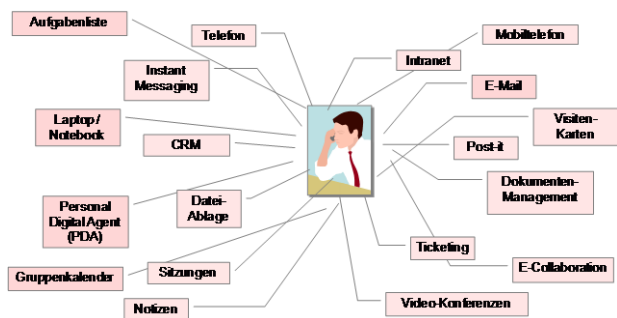 Aufgabenliste
Telefon
Mobiltelefon
Intranet
Instant
Messaging
E-Mail
Laptop /
Notebook
Visiten-
Karten
CRM
Post-it
Dokumenten-
Management
Personal
Digital Agent
(PDA)
Datei-
Ablage
Ticketing
E-Collaboration
Gruppenkalender
Sitzungen
Notizen
Video-Konferenzen